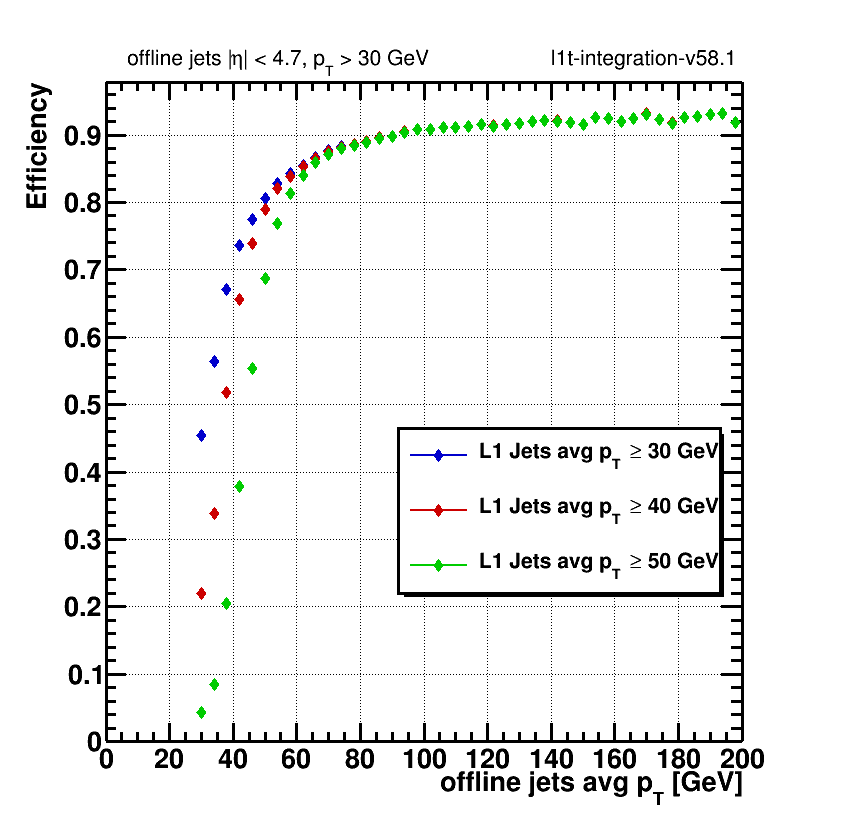 offline jets |η| < 4.7, p_T > 30 GeV
l1t-integration-v58.1
Efficiency
0.9
0.8
0.7
0.6
0.5
0.4
0.3
0.2
0.1
0
L1 Jets avg p_T ≥ 30 GeV
L1 Jets avg p_T ≥ 40 GeV
L1 Jets avg p_T ≥ 50 GeV
0 20 40 60 80 100 120 140 160 180 200
offline jets avg p_T [GeV]